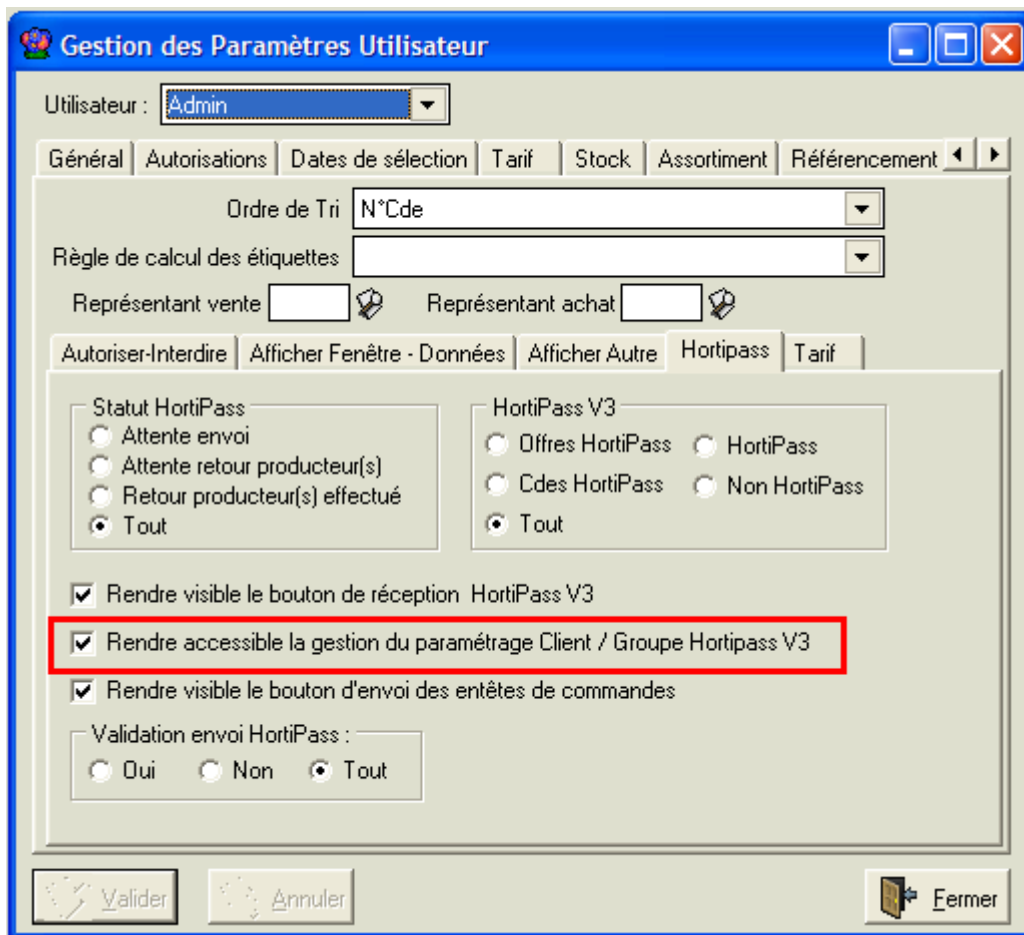 Gestion des Paramètres Utilisateur
Utilisateur : Admin
Général Autorisations Dates de sélection Tarif Stock Assortiment Référencement
Ordre de Tri N°Cde
Règle de calcul des étiquettes
Représentant vente Représentant achat
Autoriser-Interdire Afficher Fenêtre - Données Afficher Autre Hortipass Tarif
Statut HortiPass HortiPass V3
Attente envoi Offres HortiPass HortiPass
Attente retour producteur(s)
Retour producteur(s) effectué Cdes HortiPass Non HortiPass
Tout Tout
Rendre visible le bouton de réception HortiPass V3
Rendre accessible la gestion du paramétrage Client / Groupe Hortipass V3
Rendre visible le bouton d'envoi des entêtes de commandes
Validation envoi HortiPass :
Oui Non Tout
Valider Annuler Fermer